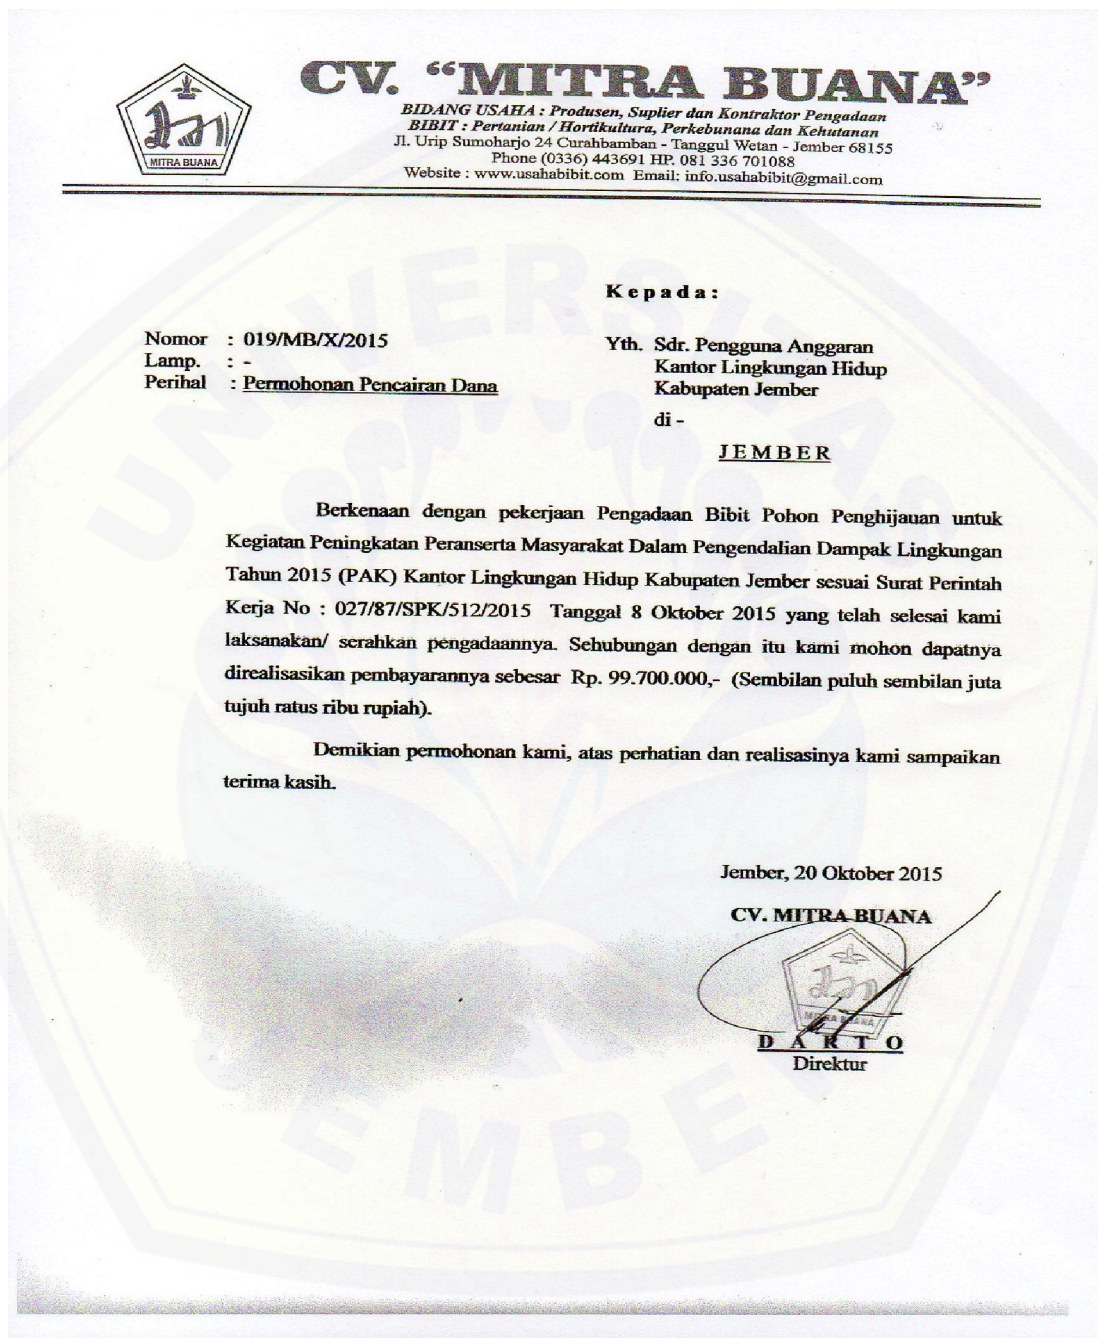 CV. “MITRA BUANA”
BIDANG USAHA : Produsen, Suplier dan Kontraktor Pengadaan
BIBIT : Pertanian / Hortikultura, Perkebunana dan Kehutanan
Jl. Urip Sumoharjo 24 Curahbamban - Tanggul Wetan - Jember 68155
Phone (0336) 443691 HP. 081 336 701088
Website : www.usahabibit.com Email: info.usahabibit@gmail.com
MITRA BUANA
Kepada:
Nomor : 019/MB/X/2015
Lamp. : -
Perihal : Permohonan Pencairan Dana
Yth. Sdr. Pengguna Anggaran
Kantor Lingkungan Hidup
Kabupaten Jember
di -
JEMBER
Berkenaan dengan pekerjaan Pengadaan Bibit Pohon Penghijauan untuk
Kegiatan Peningkatan Peranserta Masyarakat Dalam Pengendalian Dampak Lingkungan
Tahun 2015 (PAK) Kantor Lingkungan Hidup Kabupaten Jember sesuai Surat Perintah
Kerja No : 027/87/SPK/512/2015 Tanggal 8 Oktober 2015 yang telah selesai kami
laksanakan/ serahkan pengadaannya. Sehubungan dengan itu kami mohon dapatnya
direalisasikan pembayarannya sebesar Rp. 99.700.000,- (Sembilan puluh sembilan juta
tujuh ratus ribu rupiah).
Demikian permohonan kami, atas perhatian dan realisasinya kami sampaikan
terima kasih.
Jember, 20 Oktober 2015
CV. MITRA BUANA
MITRA BUANA
DARTO
Direktur
UNIVERSITAS
JEMBER